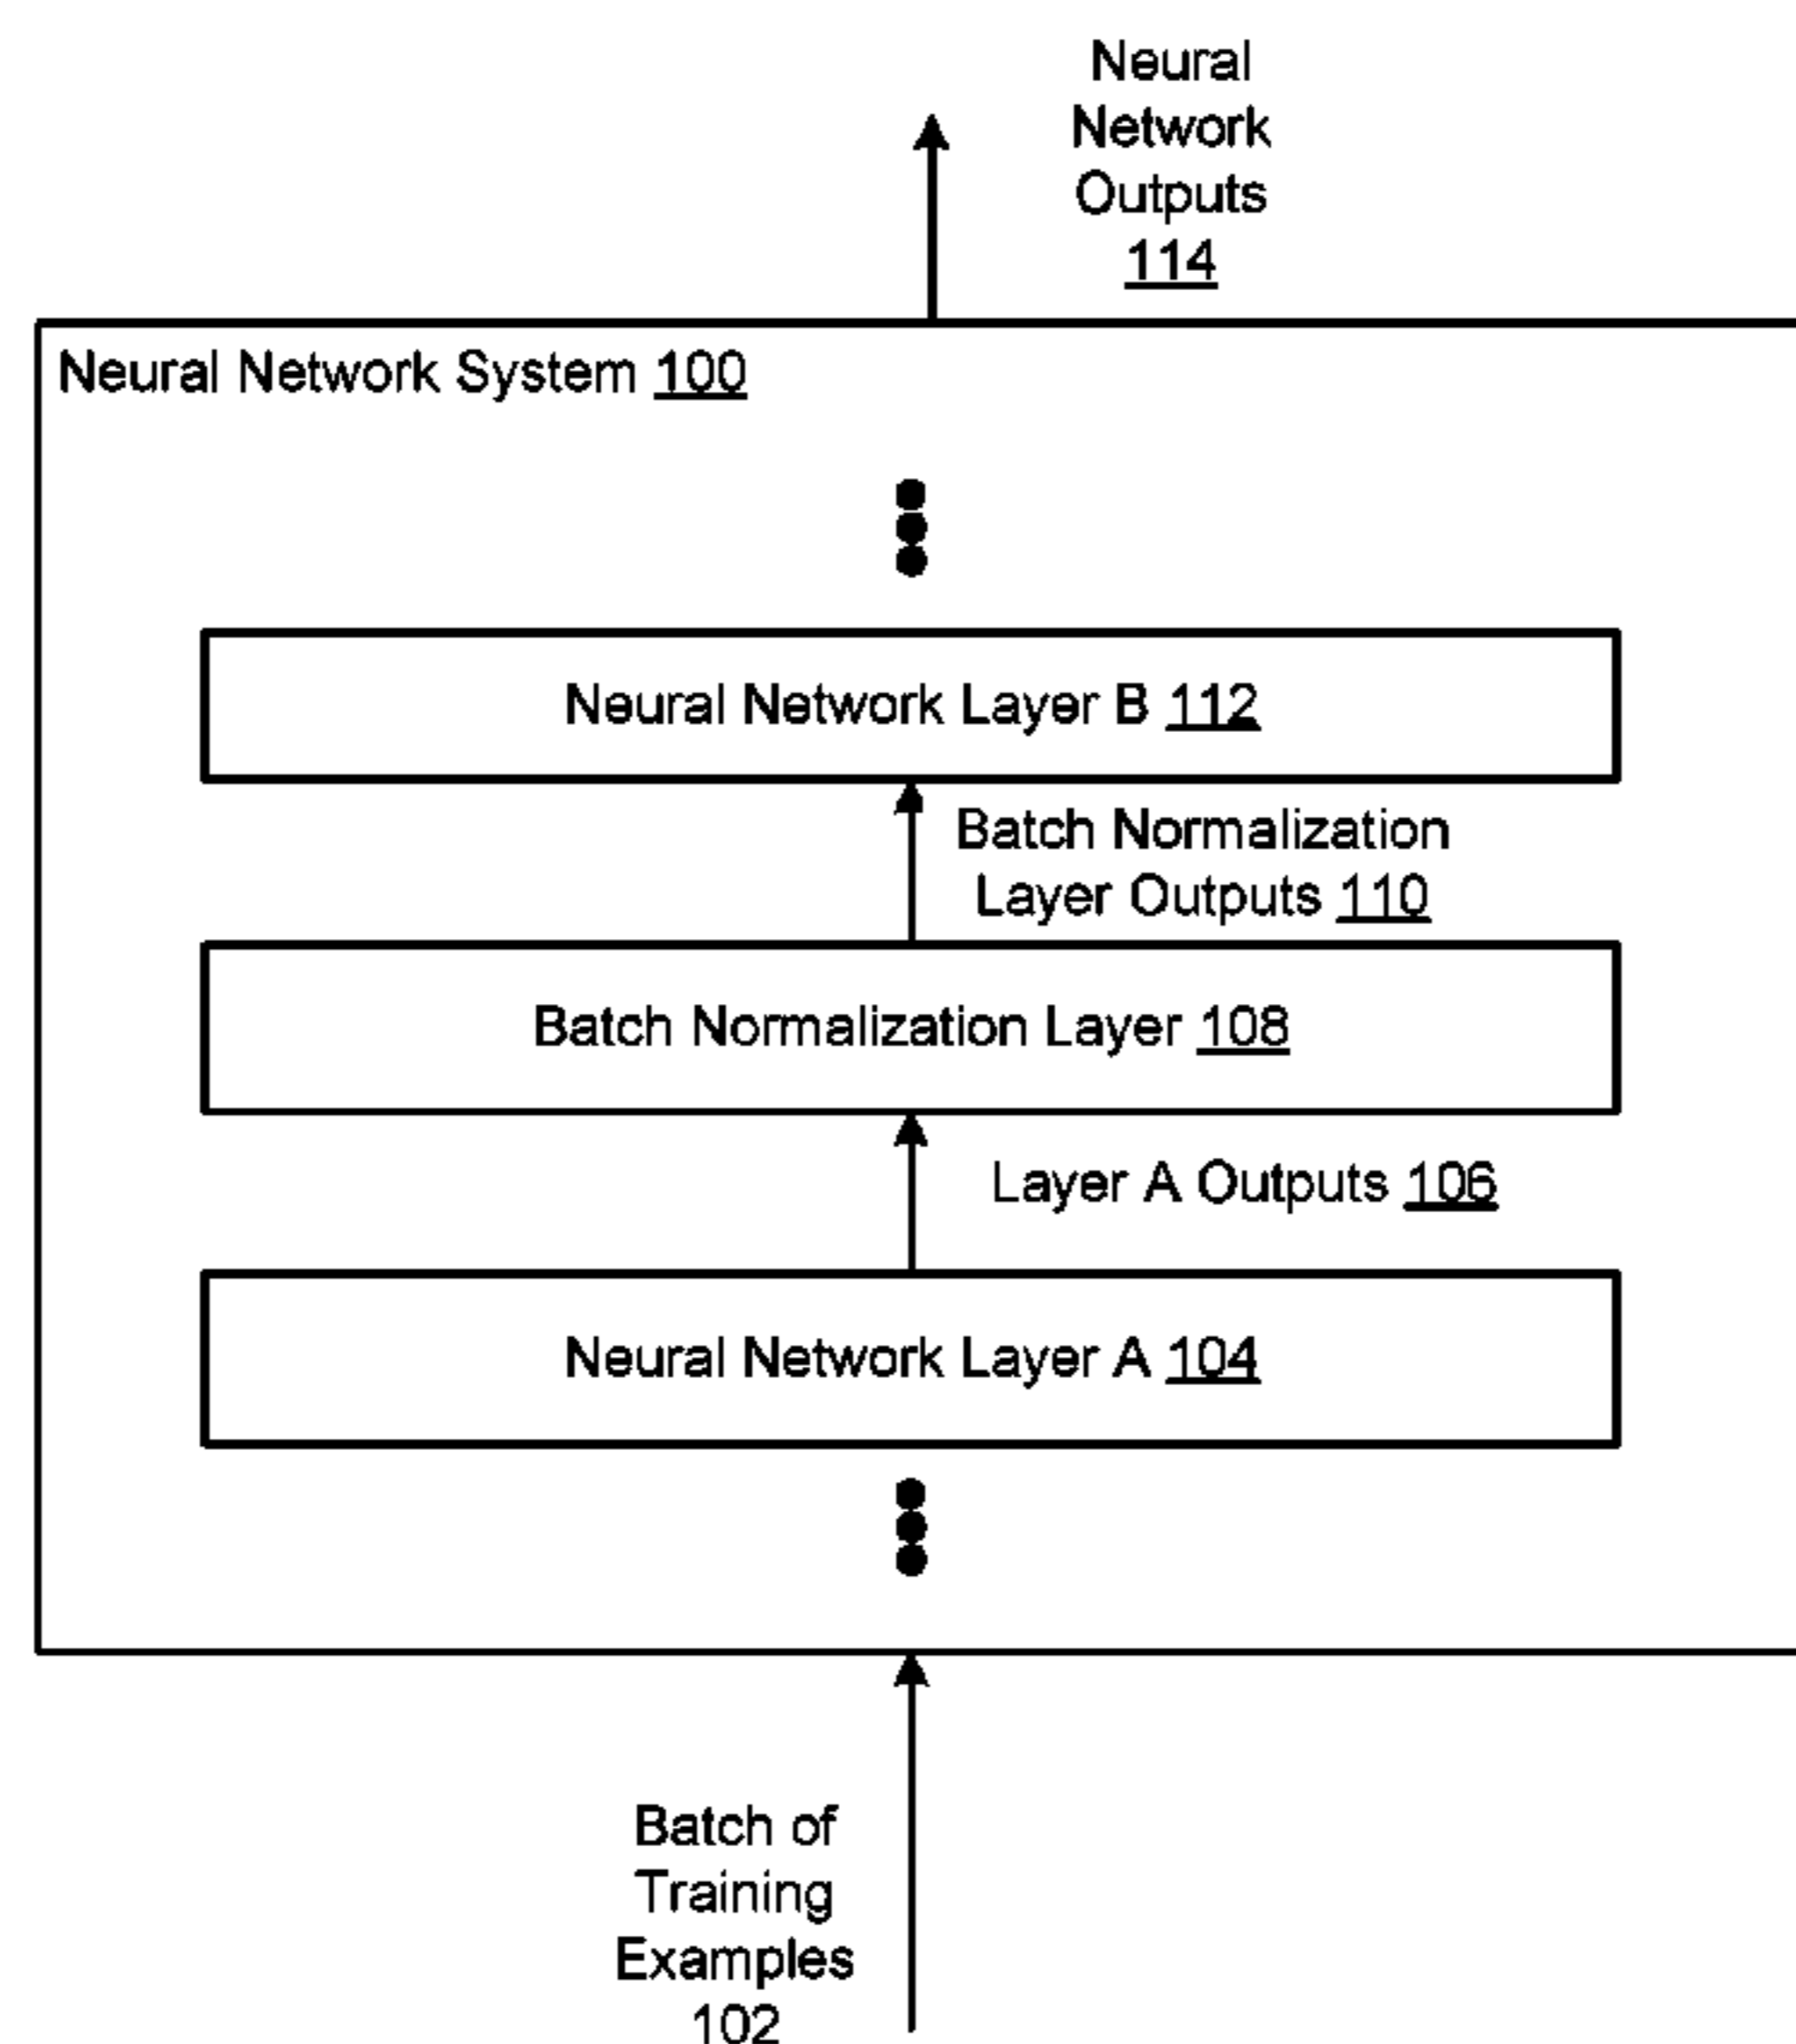 Neural
Network
Outputs
114
Neural Network System 100
Neural Network Layer B 112
Batch Normalization
Layer Outputs 110
Batch Normalization Layer 108
Layer A Outputs 106
Neural Network Layer A 104
Batch of
Training
Examples
102